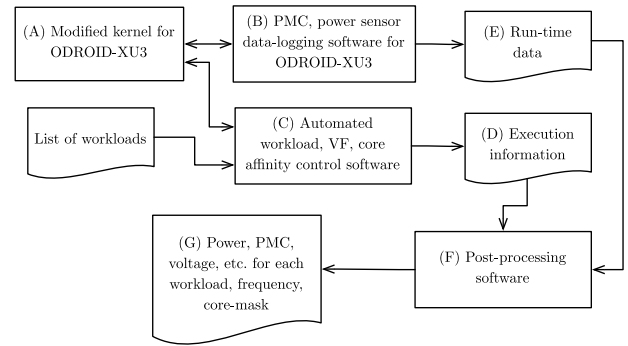 (A) Modified kernel for
ODROID-XU3
(B) PMC, power sensor
data-logging software for
ODROID-XU3
(E) Run-time
data
List of workloads
(C) Automated
workload, VF, core
affinity control software
(D) Execution
information
(G) Power, PMC,
voltage, etc. for each
workload, frequency,
core-mask
(F) Post-processing
software